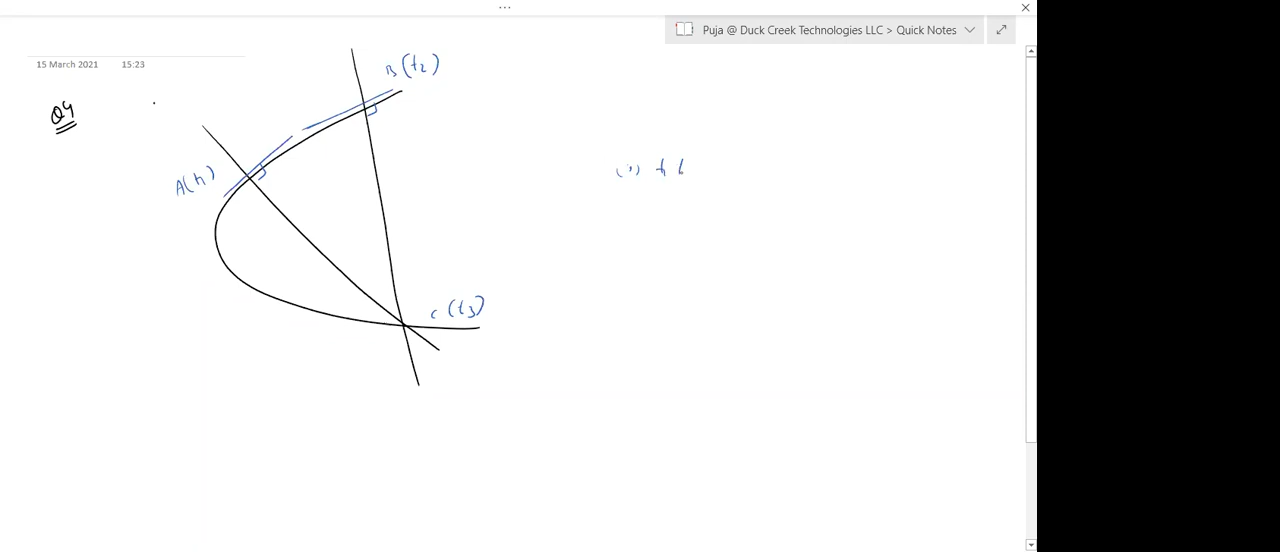 Puja @ Duck Creek Technologies LLC > Quick Notes
15 March 2021 15:23
Q4
B(t2)
A(t1)
(i)
C(t3)